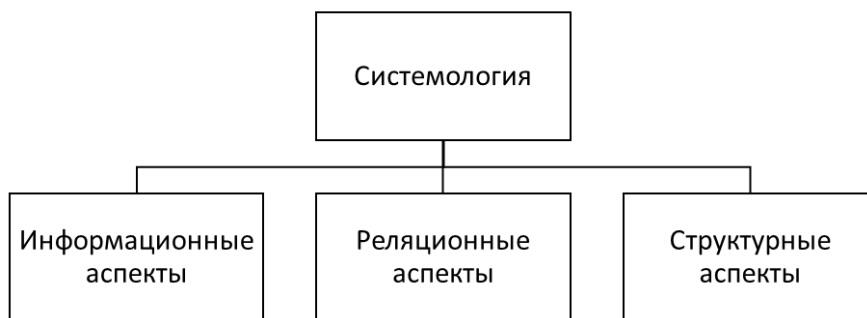 Системология
Информационные
аспекты
Реляционные
аспекты
Структурные
аспекты